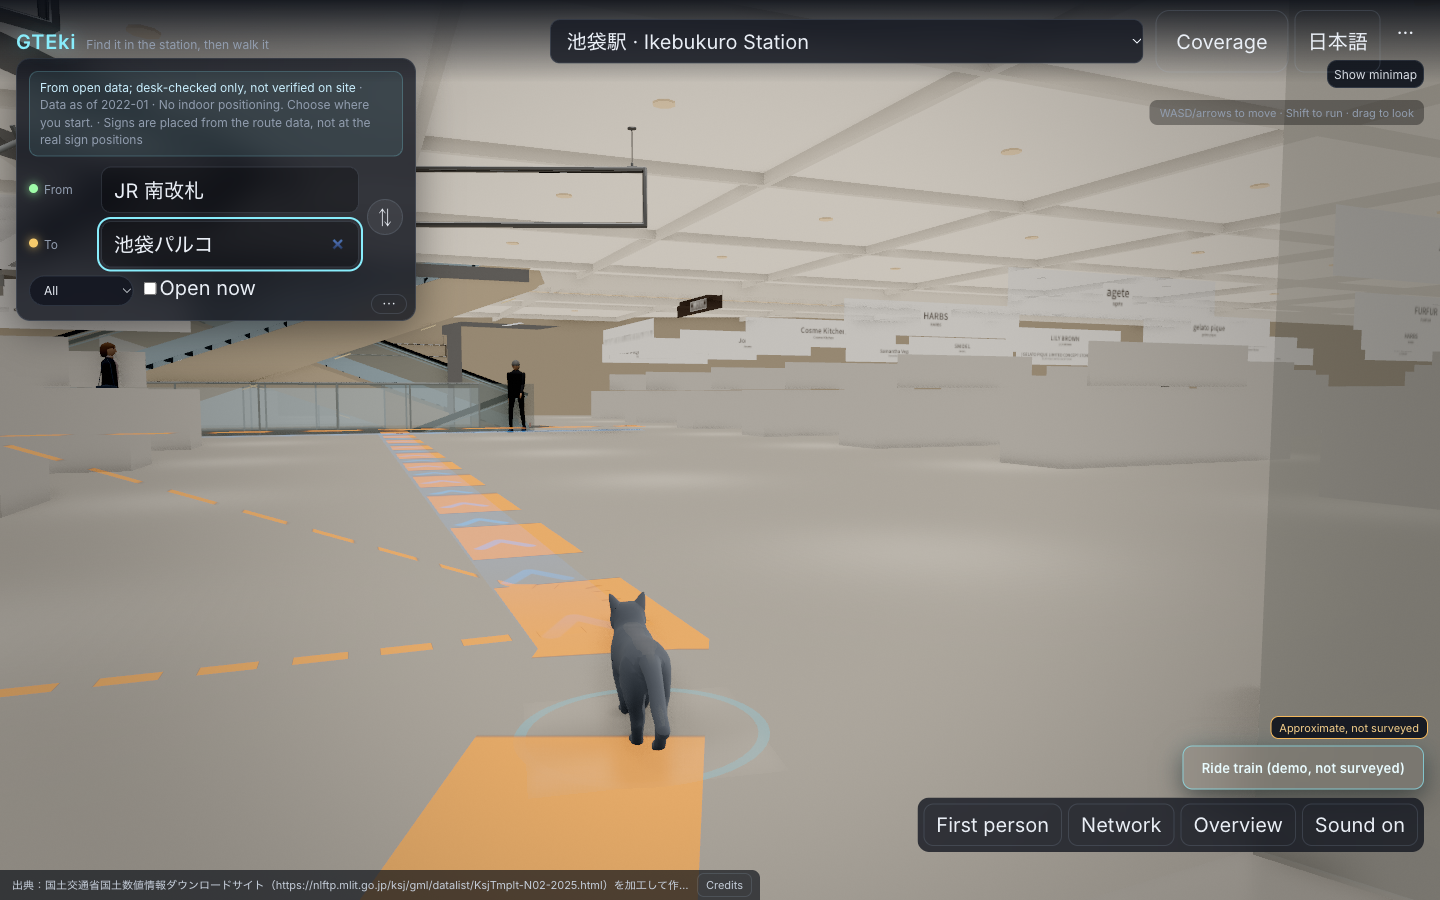 GTEki Find it in the station, then walk it
池袋駅 · Ikebukuro Station
Coverage
日本語
...
Show minimap
WASD/arrows to move · Shift to run · drag to look
From open data; desk-checked only, not verified on site ·
Data as of 2022-01 · No indoor positioning. Choose where
you start. · Signs are placed from the route data, not at the
real sign positions
From JR 南改札
To 池袋パルコ ×
All
Open now
...
agete
HARBS
Cosme Kitchen
gelato pique
LILY BROWN
FURFUR
Approximate, not surveyed
Ride train (demo, not surveyed)
First person
Network
Overview
Sound on
出典：国土交通省国土数値情報ダウンロードサイト（https://nlftp.mlit.go.jp/ksj/gml/datalist/KsjTmplt-N02-2025.html）を加工して作...
Credits